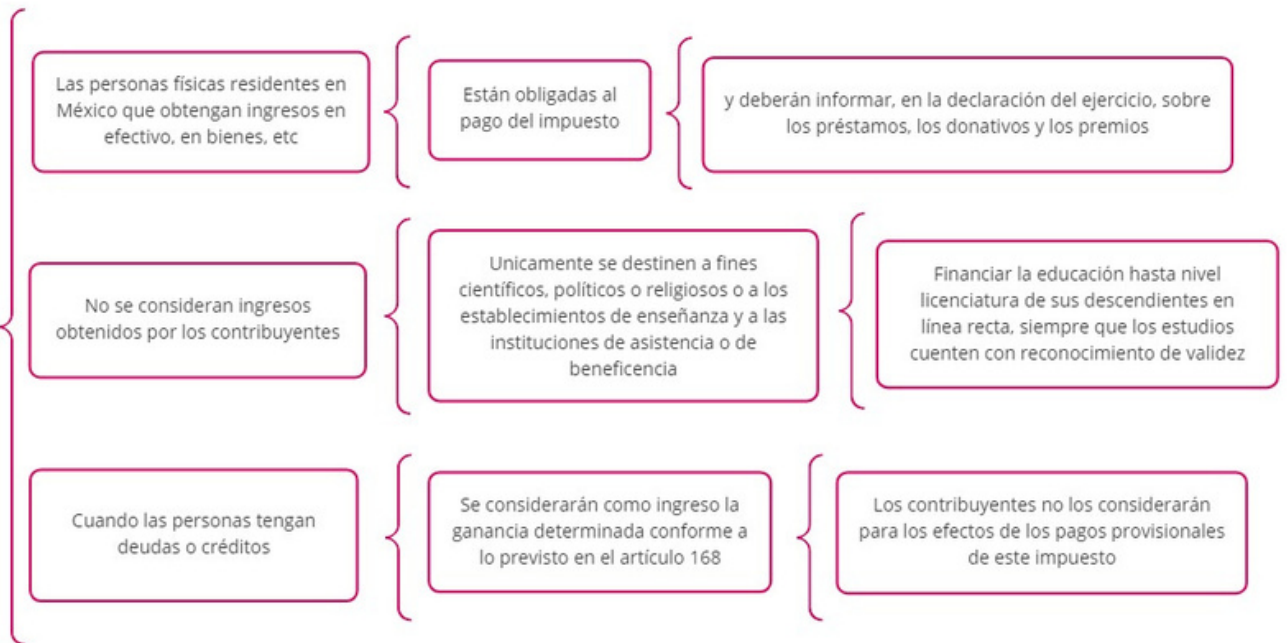 Las personas físicas residentes en
México que obtengan ingresos en
efectivo, en bienes, etc
Están obligadas al
pago del impuesto
y deberán informar, en la declaración del ejercicio, sobre
los préstamos, los donativos y los premios
No se consideran ingresos
obtenidos por los contribuyentes
Unicamente se destinen a fines
científicos, políticos o religiosos o a los
establecimientos de enseñanza y a las
instituciones de asistencia o de
beneficencia
Financiar la educación hasta nivel
licenciatura de sus descendientes en
línea recta, siempre que los estudios
cuenten con reconocimiento de validez
Cuando las personas tengan
deudas o créditos
Se considerarán como ingreso la
ganancia determinada conforme a
lo previsto en el artículo 168
Los contribuyentes no los considerarán
para los efectos de los pagos provisionales
de este impuesto